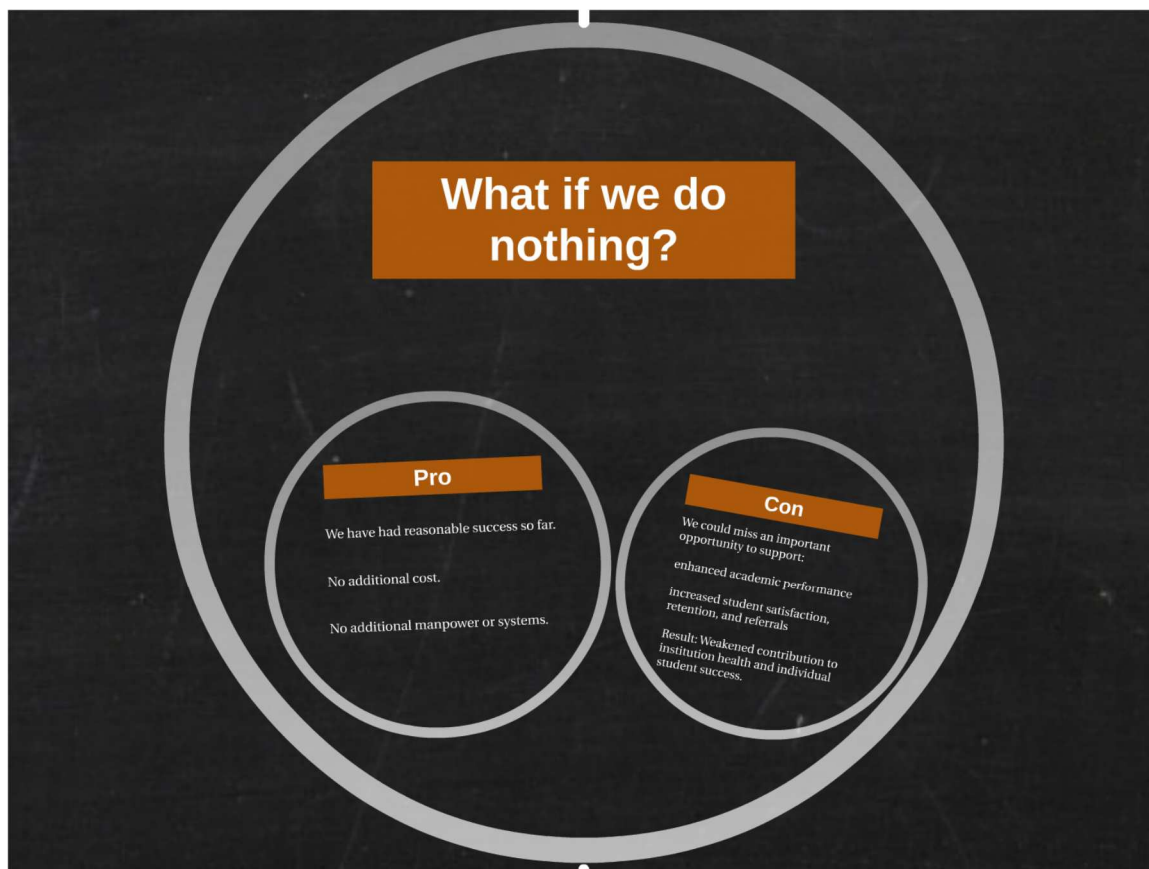 What if we do
nothing?
Pro
We have had reasonable success so far.
No additional cost.
No additional manpower or systems.
Con
We could miss an important
opportunity to support:
enhanced academic performance
increased student satisfaction,
retention, and referrals
Result: Weakened contribution to
institution health and individual
student success.